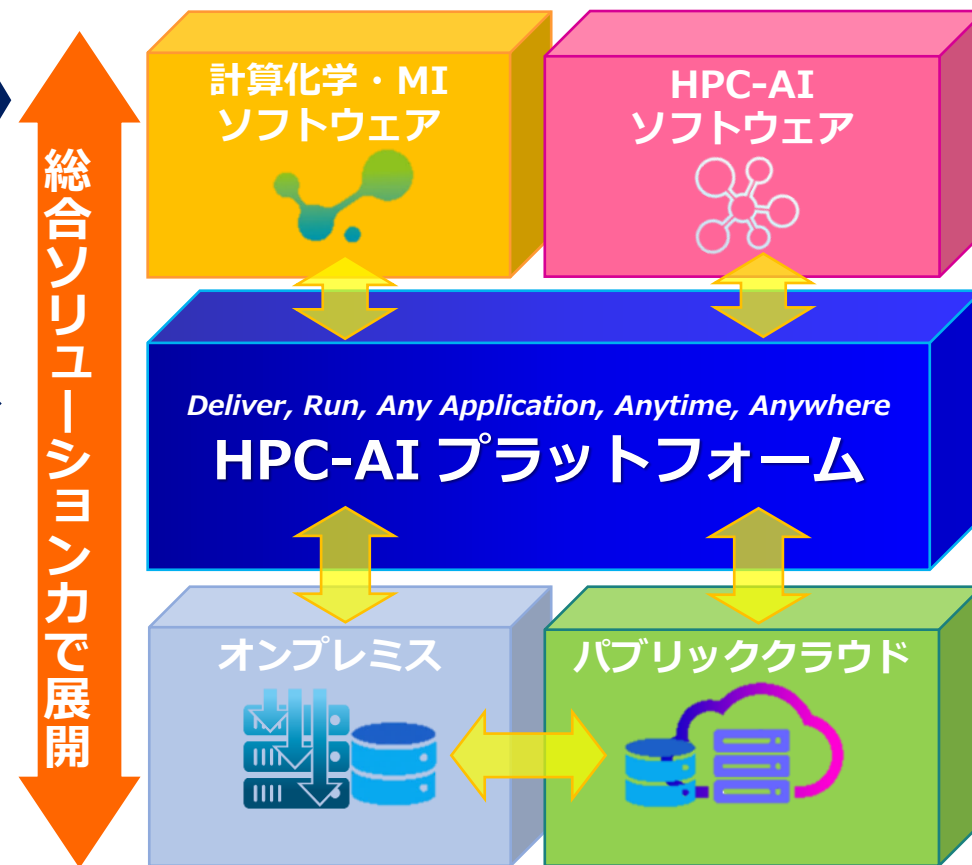 総合ソリューション力で展開
計算化学・MI
ソフトウェア
HPC-AI
ソフトウェア
Deliver, Run, Any Application, Anytime, Anywhere
HPC-AI プラットフォーム
オンプレミス
パブリッククラウド